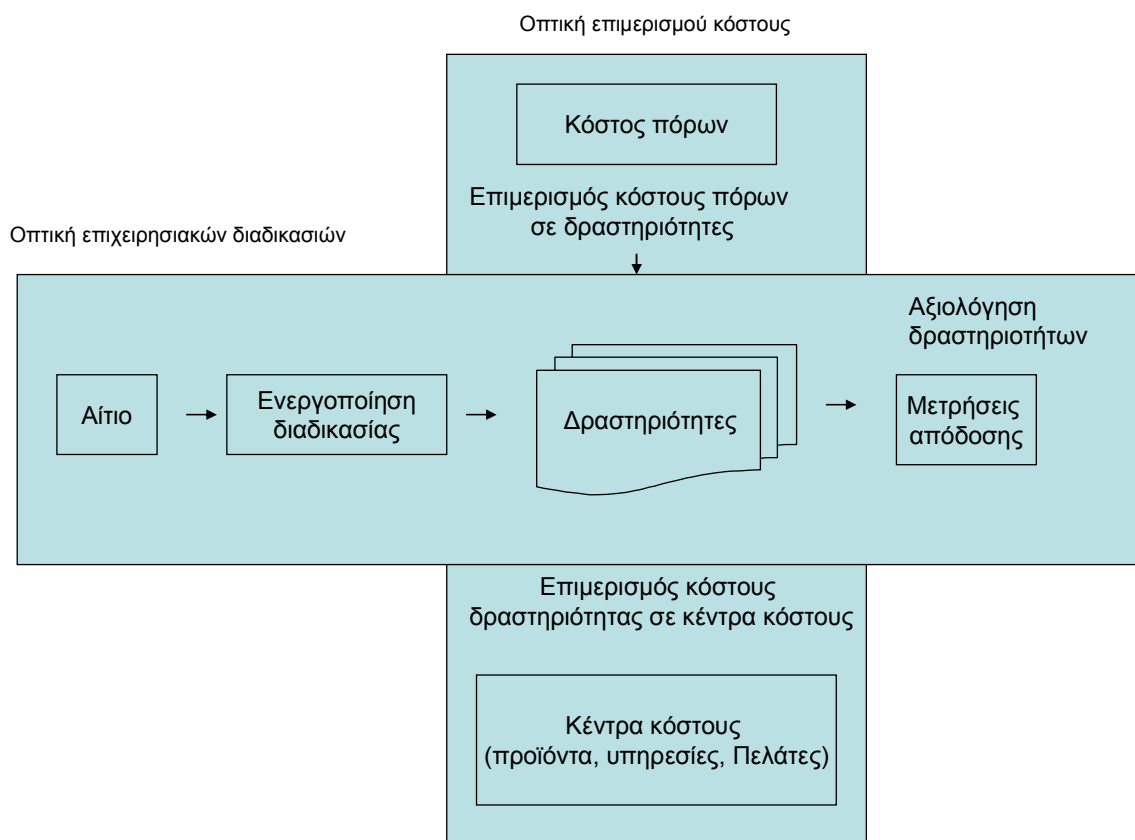 Οπτική επιμερισμού κόστους
Κόστος πόρων
Επιμερισμός κόστους πόρων
σε δραστηριότητες
Οπτική επιχειρησιακών διαδικασιών
Αίτιο
Ενεργοποίηση
διαδικασίας
Δραστηριότητες
Αξιολόγηση
δραστηριοτήτων
Μετρήσεις
απόδοσης
Επιμερισμός κόστους
δραστηριότητας σε κέντρα κόστους
Κέντρα κόστους
(προϊόντα, υπηρεσίες, Πελάτες)